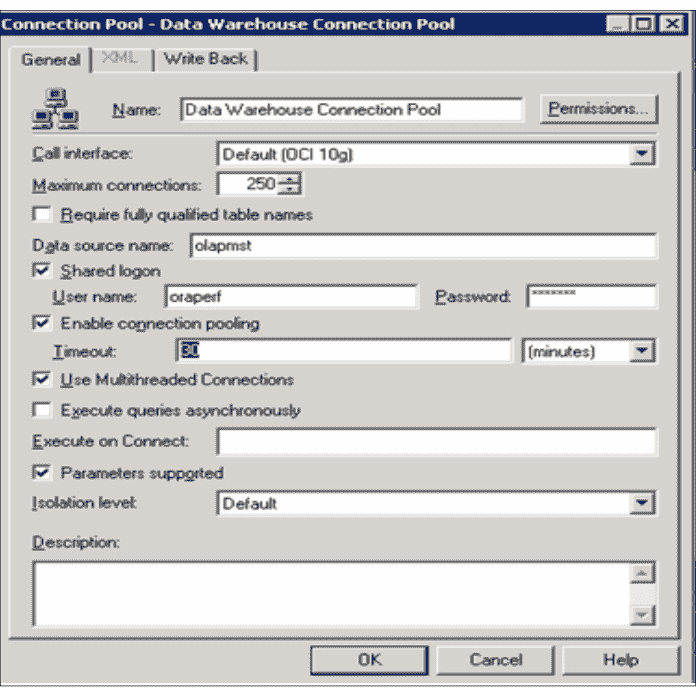 Connection Pool - Data Warehouse Connection Pool
General XML Write Back
Name: Data Warehouse Connection Pool Permissions...
Call interface: Default (OCI 10g)
Maximum connections: 250
Require fully qualified table names
Data source name: olapmst
Shared logon
User name: oraperf Password: *******
Enable connection pooling
Timeout: 30 (minutes)
Use Multithreaded Connections
Execute queries asynchronously
Execute on Connect:
Parameters supported
Isolation level: Default
Description:
OK Cancel Help